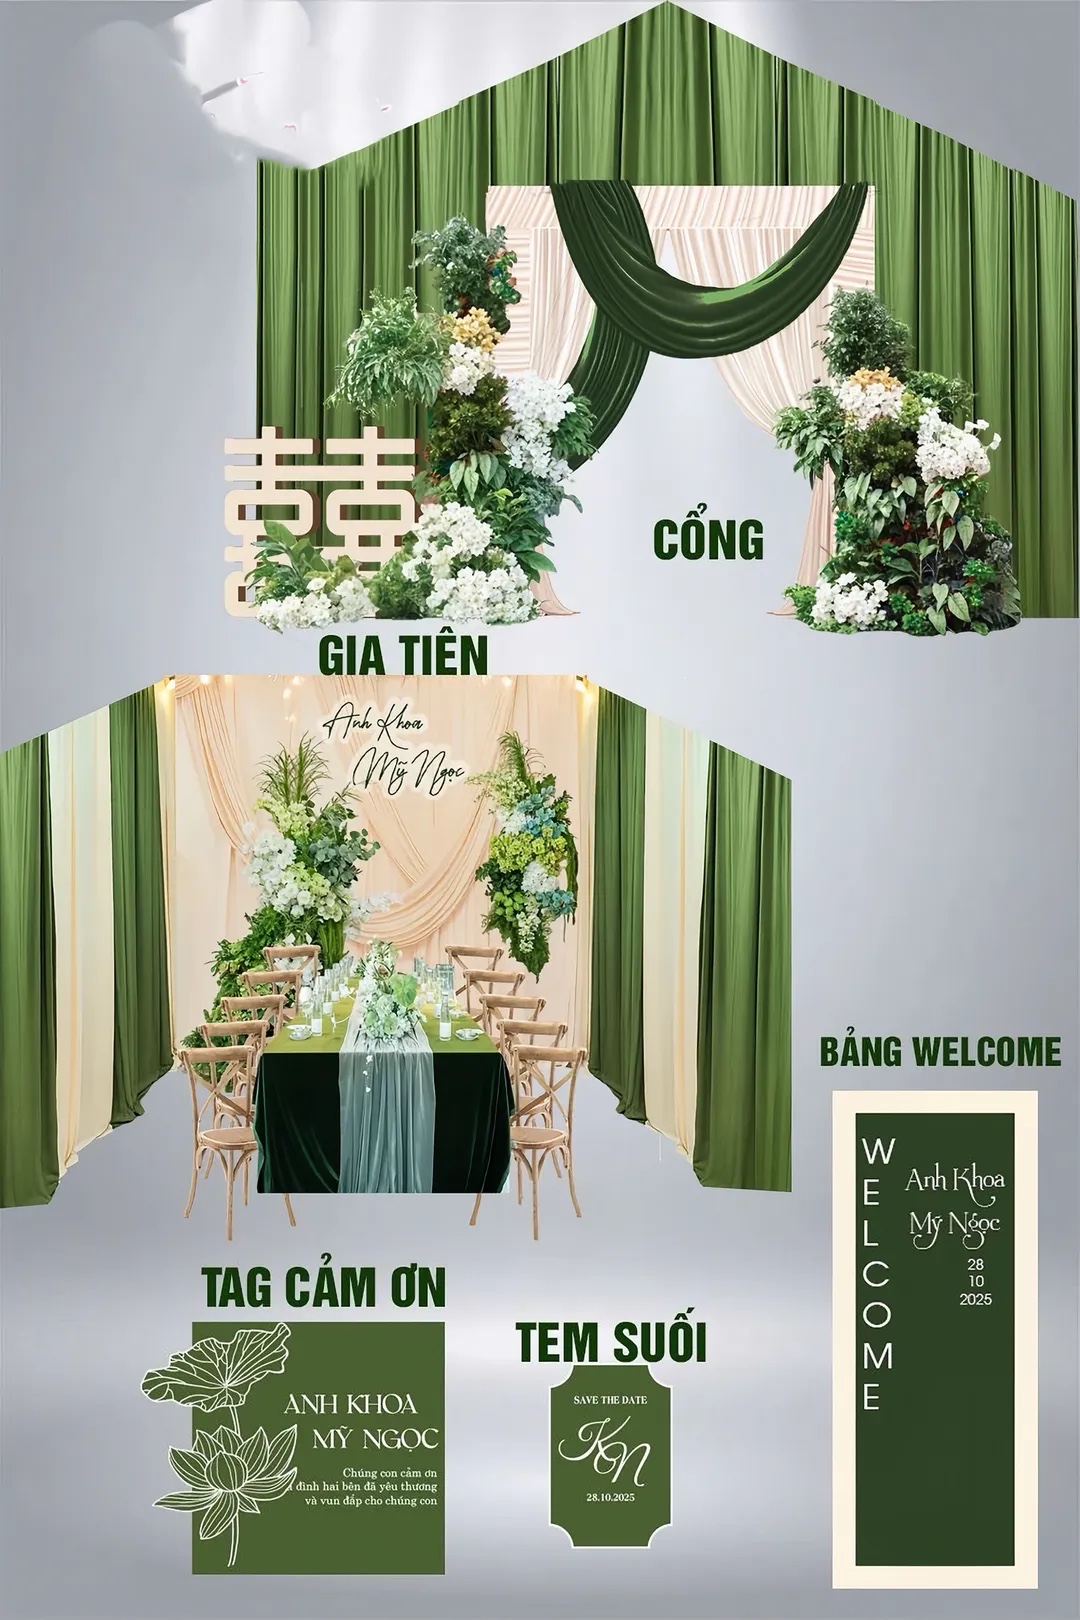 CỔNG
GIA TIÊN
Anh Khoa
Mỹ Ngọc
BẢNG WELCOME
WELCOME
Anh Khoa
Mỹ Ngọc
28
10
2025
TAG CẢM ƠN
ANH KHOA
MỸ NGỌC
Chúng con cảm ơn
đình hai bên đã yêu thương
và vun đắp cho chúng con
TEM SUỐI
SAVE THE DATE
KN
28.10.2025